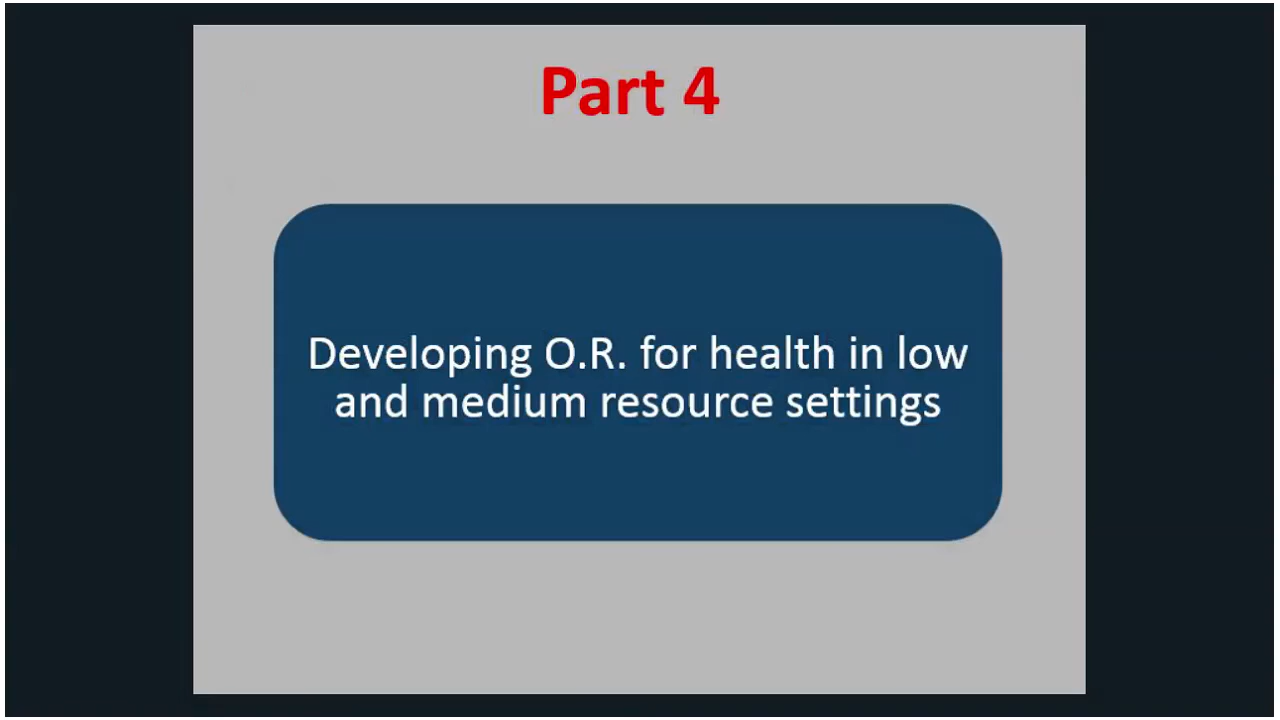 Part 4
Developing O.R. for health in low
and medium resource settings